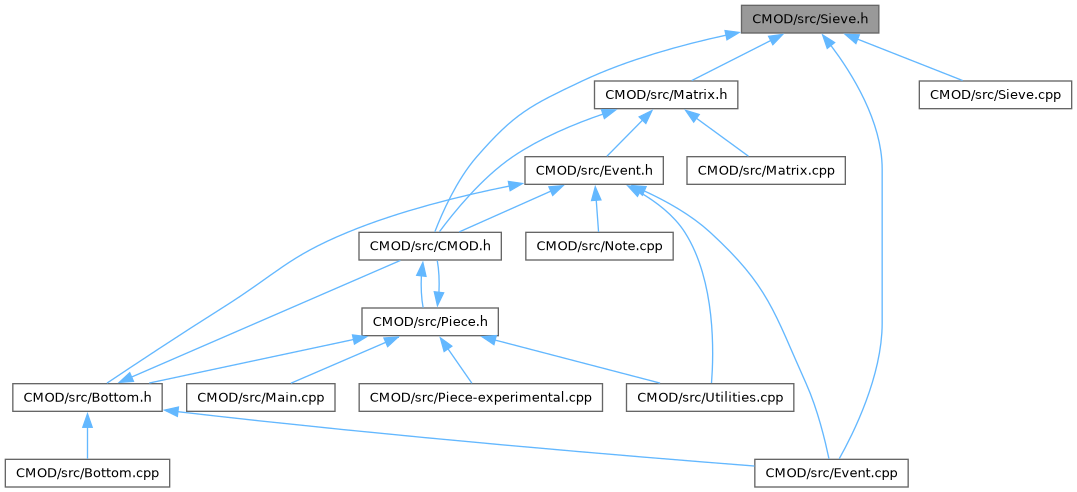 CMOD/src/Sieve.h
CMOD/src/Matrix.h
CMOD/src/Sieve.cpp
CMOD/src/Event.h
CMOD/src/Matrix.cpp
CMOD/src/CMOD.h
CMOD/src/Note.cpp
CMOD/src/Piece.h
CMOD/src/Bottom.h
CMOD/src/Main.cpp
CMOD/src/Piece-experimental.cpp
CMOD/src/Utilities.cpp
CMOD/src/Bottom.cpp
CMOD/src/Event.cpp